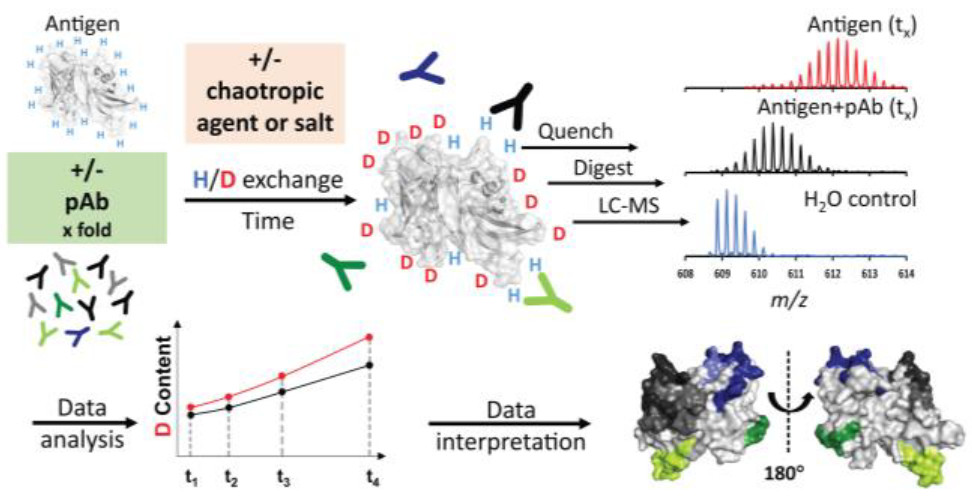 Antigen
H H H H H H H H H H H H H H H H H
+/-
pAb
x fold
+/-
chaotropic
agent or salt
H/D exchange
Time
D D D D H H H D D H D D D D H D H H
Quench
Digest
LC-MS
Antigen (tx)
Antigen+pAb (tx)
H2O control
608 609 610 611 612 613 614
m/z
Data
analysis
D Content
t1 t2 t3 t4
Data
interpretation
180°